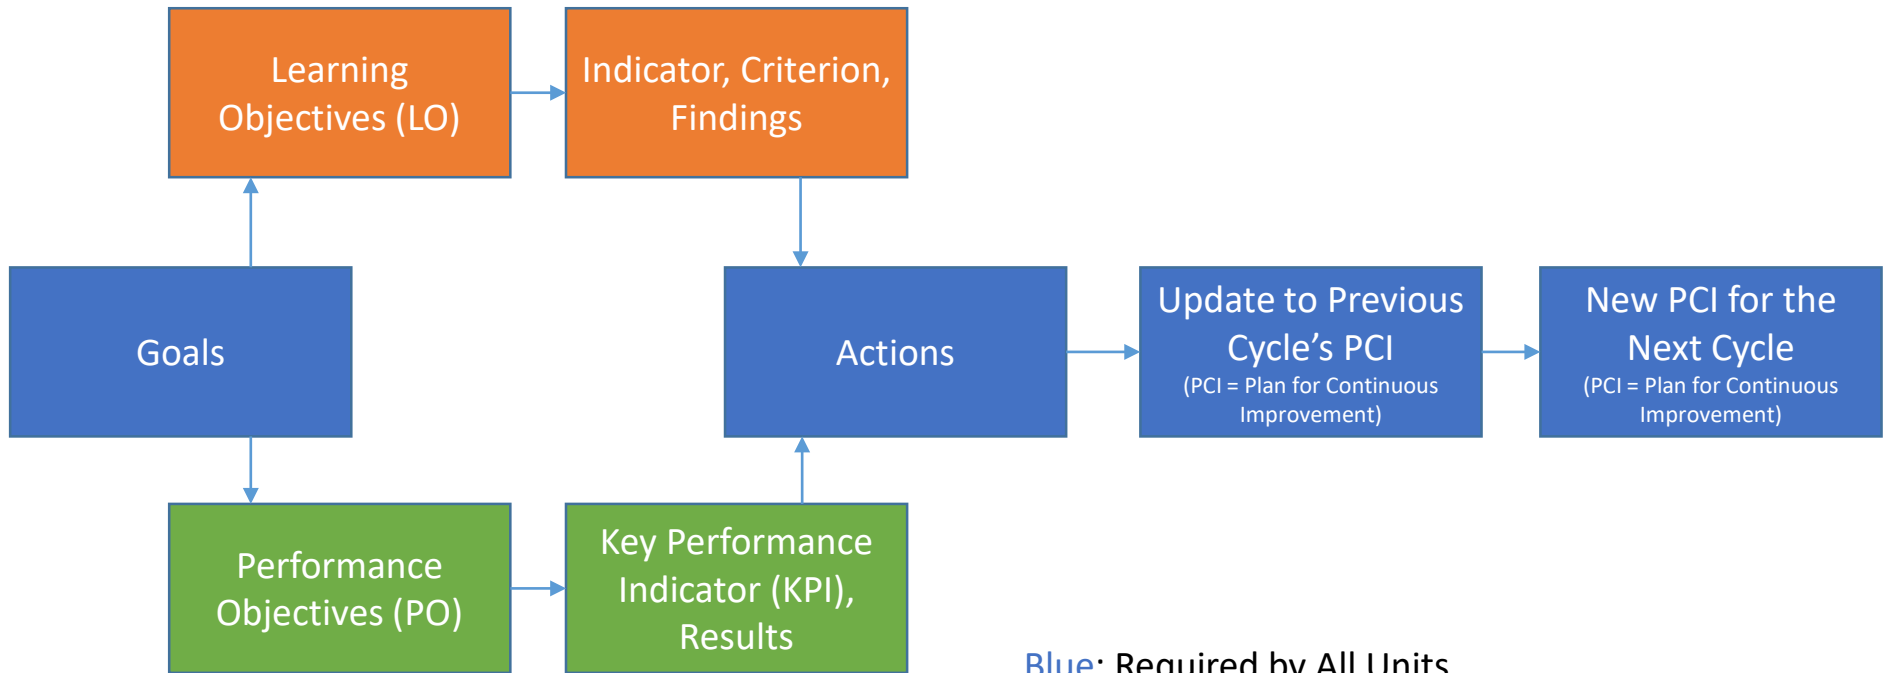 Learning
Objectives (LO)
Indicator, Criterion,
Findings
Goals
Actions
Update to Previous
Cycle’s PCI
(PCI = Plan for Continuous
Improvement)
New PCI for the
Next Cycle
(PCI = Plan for Continuous
Improvement)
Performance
Objectives (PO)
Key Performance
Indicator (KPI),
Results
Blue: Required by All Units